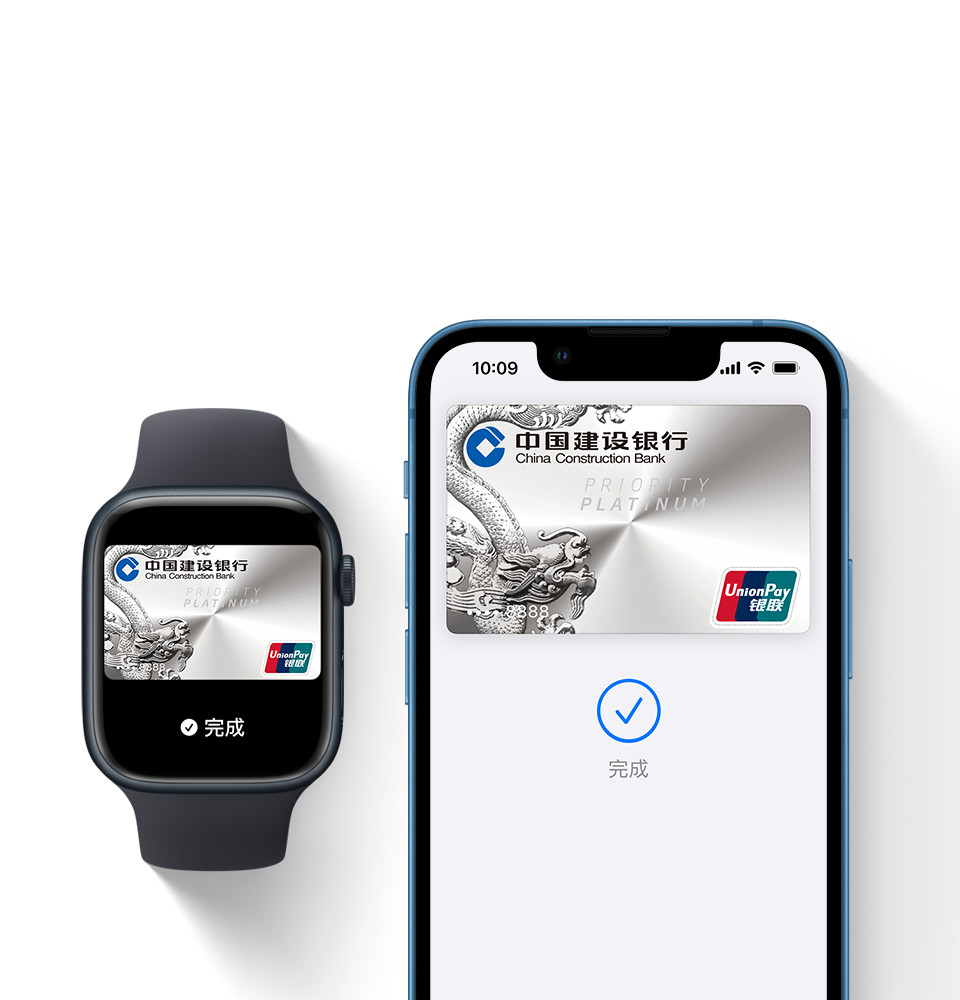 中国建设银行
China Construction Bank
PRIORITY
PLATINUM
UnionPay
银联
8888
完成
10:09
中国建设银行
China Construction Bank
PRIORITY
PLATINUM
UnionPay
银联
•••• 8888
完成